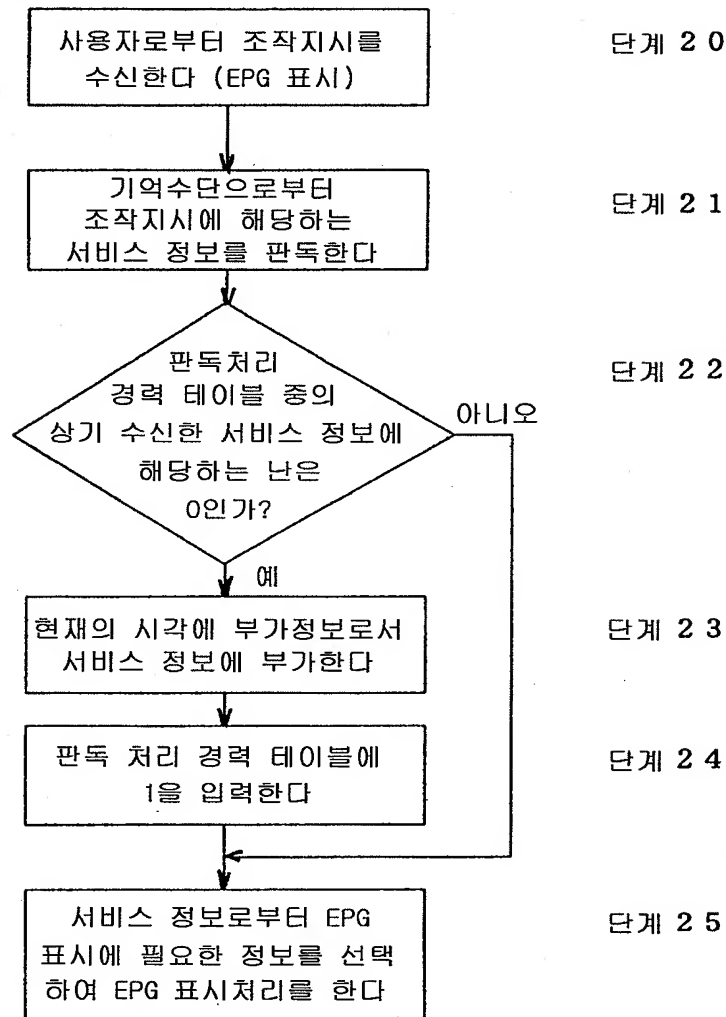 사용자로부터 조작지시를
수신한다 (EPG 표시)
단계 20
기억수단으로부터
조작지시에 해당하는
서비스 정보를 판독한다
단계 21
판독처리
경력 테이블 중의
상기 수신한 서비스 정보에
해당하는 난은
0인가?
단계 22
아니오
예
현재의 시각에 부가정보로서
서비스 정보에 부가한다
단계 23
판독 처리 경력 테이블에
1을 입력한다
단계 24
서비스 정보로부터 EPG
표시에 필요한 정보를 선택
하여 EPG 표시처리를 한다
단계 25